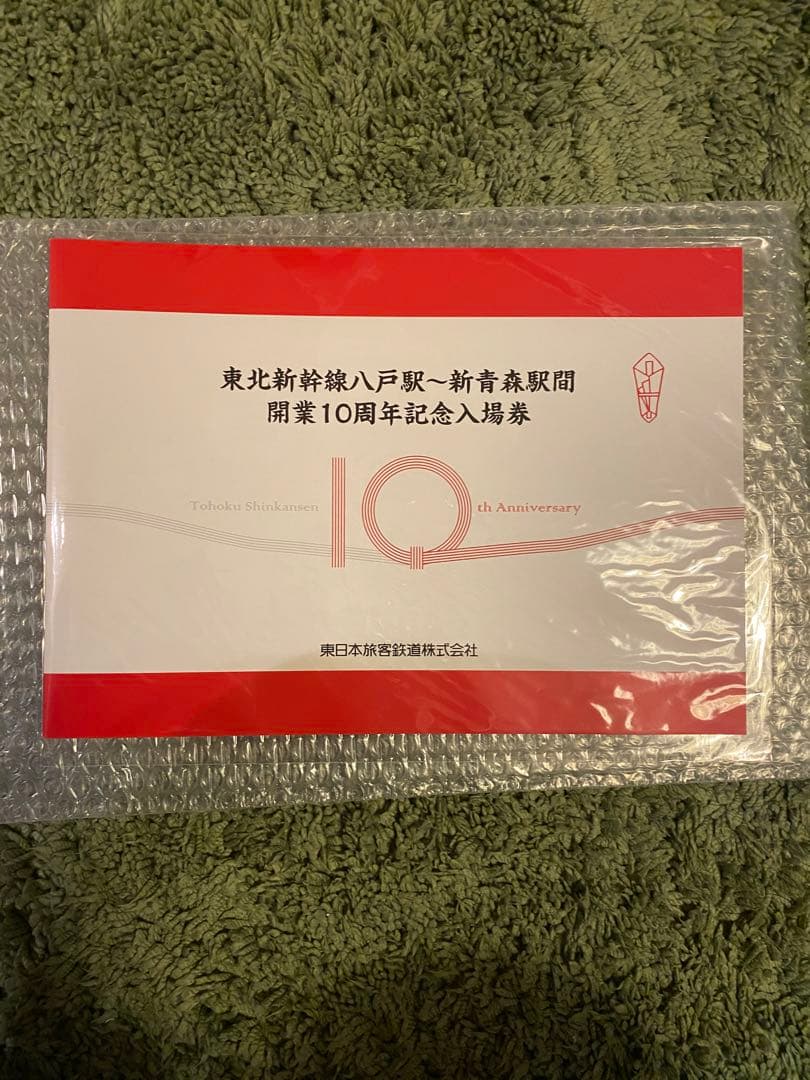 東北新幹線八戸駅～新青森駅間
開業10周年記念入場券
Tohoku Shinkansen 10th Anniversary
東日本旅客鉄道株式会社